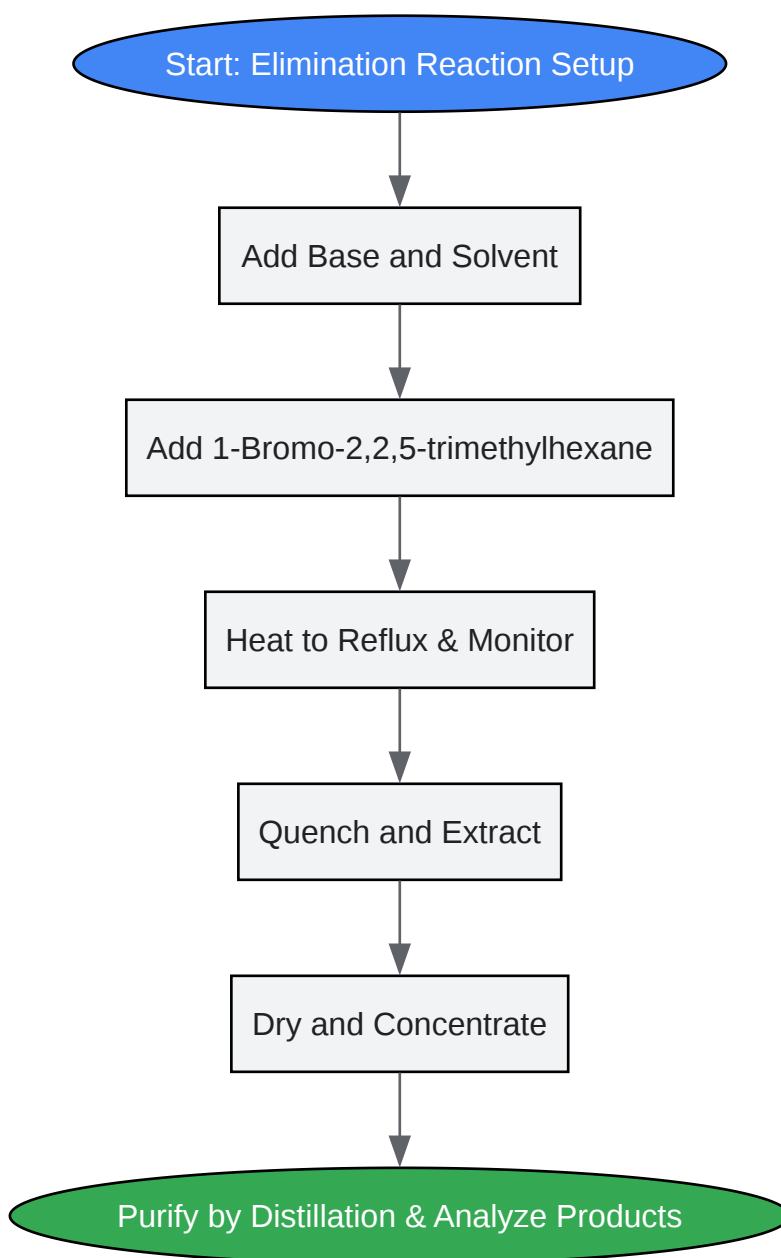 Start: Elimination Reaction Setup
Add Base and Solvent
Add 1-Bromo-2,2,5-trimethylhexane
Heat to Reflux & Monitor
Quench and Extract
Dry and Concentrate
Purify by Distillation & Analyze Products